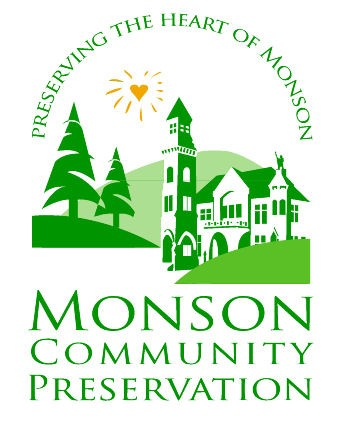 PRESERVING THE HEART OF MONSON
MONSON
COMMUNITY
PRESERVATION